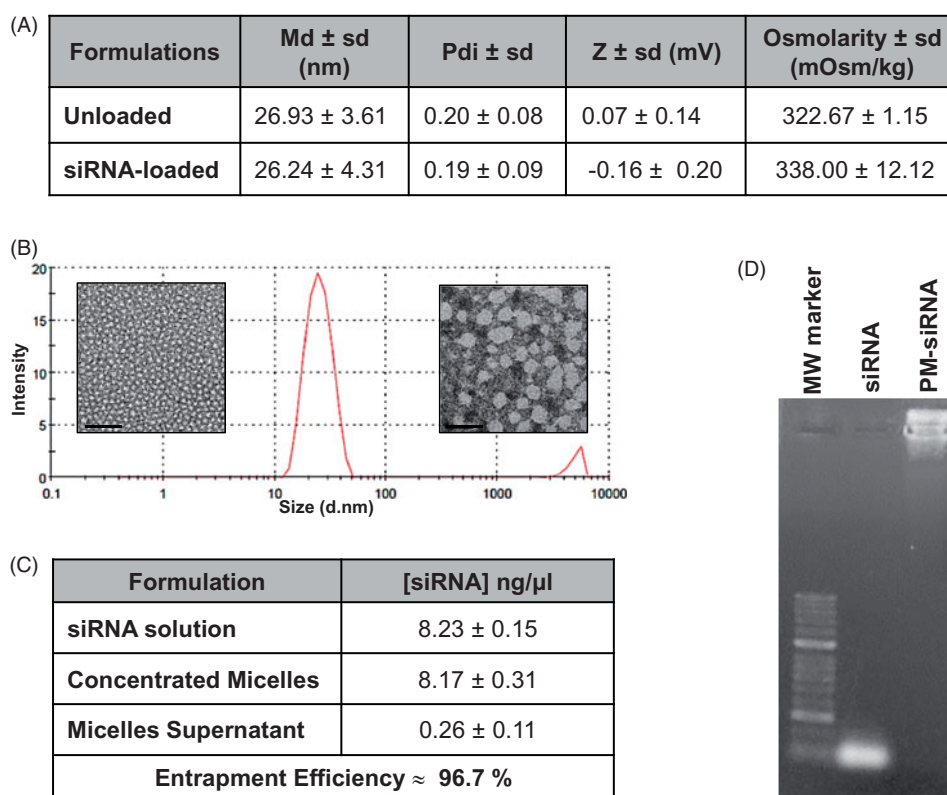 (A)
Formulations Md ± sd (nm) Pdi ± sd Z ± sd (mV) Osmolarity ± sd (mOsm/kg)
Unloaded 26.93 ± 3.61 0.20 ± 0.08 0.07 ± 0.14 322.67 ± 1.15
siRNA-loaded 26.24 ± 4.31 0.19 ± 0.09 -0.16 ± 0.20 338.00 ± 12.12
(B)
Intensity
20
15
10
5
0
0.1 1 10 100 1000 10000
Size (d.nm)
(C)
Formulation [siRNA] ng/µl
siRNA solution 8.23 ± 0.15
Concentrated Micelles 8.17 ± 0.31
Micelles Supernatant 0.26 ± 0.11
Entrapment Efficiency ≈ 96.7 %
(D)
MW marker
siRNA
PM-siRNA